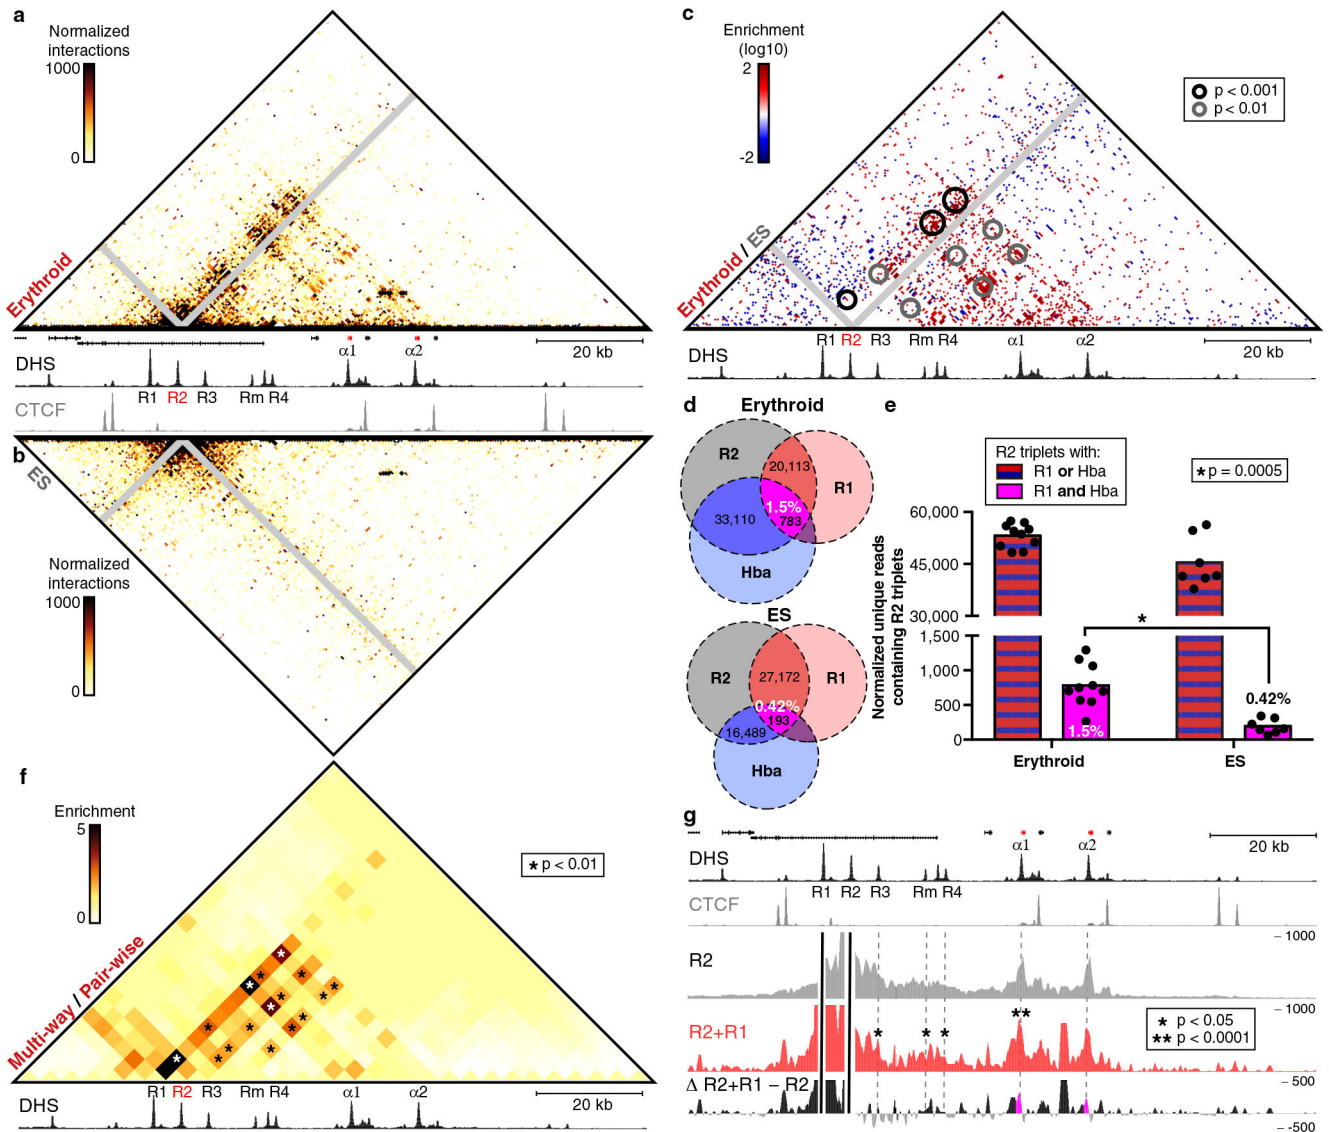 a
Normalized
interactions
1000
0
Erythroid
α1
α2
20 kb
DHS
R1 R2 R3 Rm R4
CTCF
b
ES
Normalized
interactions
1000
0
c
Enrichment
(log10)
2
-2
p < 0.001
p < 0.01
Erythroid / ES
R1 R2 R3 Rm R4 α1 α2
20 kb
DHS
d
Erythroid
R2
20,113
R1
1.5%
33,110
783
Hba
ES
R2
27,172
R1
0.42%
193
16,489
Hba
e
R2 triplets with:
R1 or Hba
R1 and Hba
* p = 0.0005
Normalized unique reads
containing R2 triplets
60,000
45,000
30,000
1,500
1,000
500
0
*
0.42%
1.5%
Erythroid
ES
f
Enrichment
5
0
* p < 0.01
Multi-way / Pair-wise
* *
* * *
* * *
* * * *
* * * *
R1 R2 R3 Rm R4 α1 α2
20 kb
DHS
g
20 kb
α1 α2
DHS
R1 R2 R3 Rm R4
CTCF
– 1000
R2
– 1000
R2+R1
* * * **
* p < 0.05
** p < 0.0001
Δ R2+R1 – R2
– 500
– -500